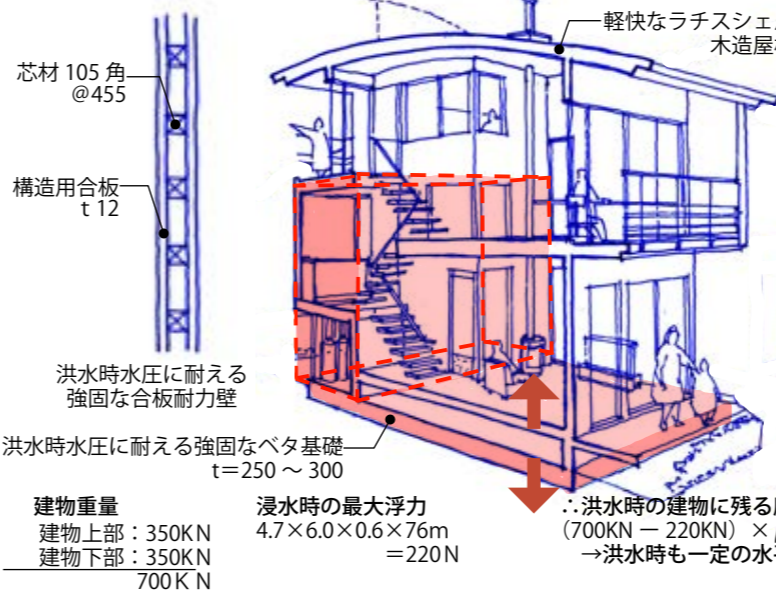 軽快なラチスシェ
木造屋
芯材 105 角
@455
構造用合板
t 12
洪水時水圧に耐える
強固な合板耐力壁
洪水時水圧に耐える強固なベタ基礎
t＝250 ～ 300
建物重量
建物上部：350KN
建物下部：350KN
700K N
浸水時の最大浮力
4.7×6.0×0.6×76m
＝220N
∴洪水時の建物に残る
(700KN － 220KN) ×
→洪水時も一定の水